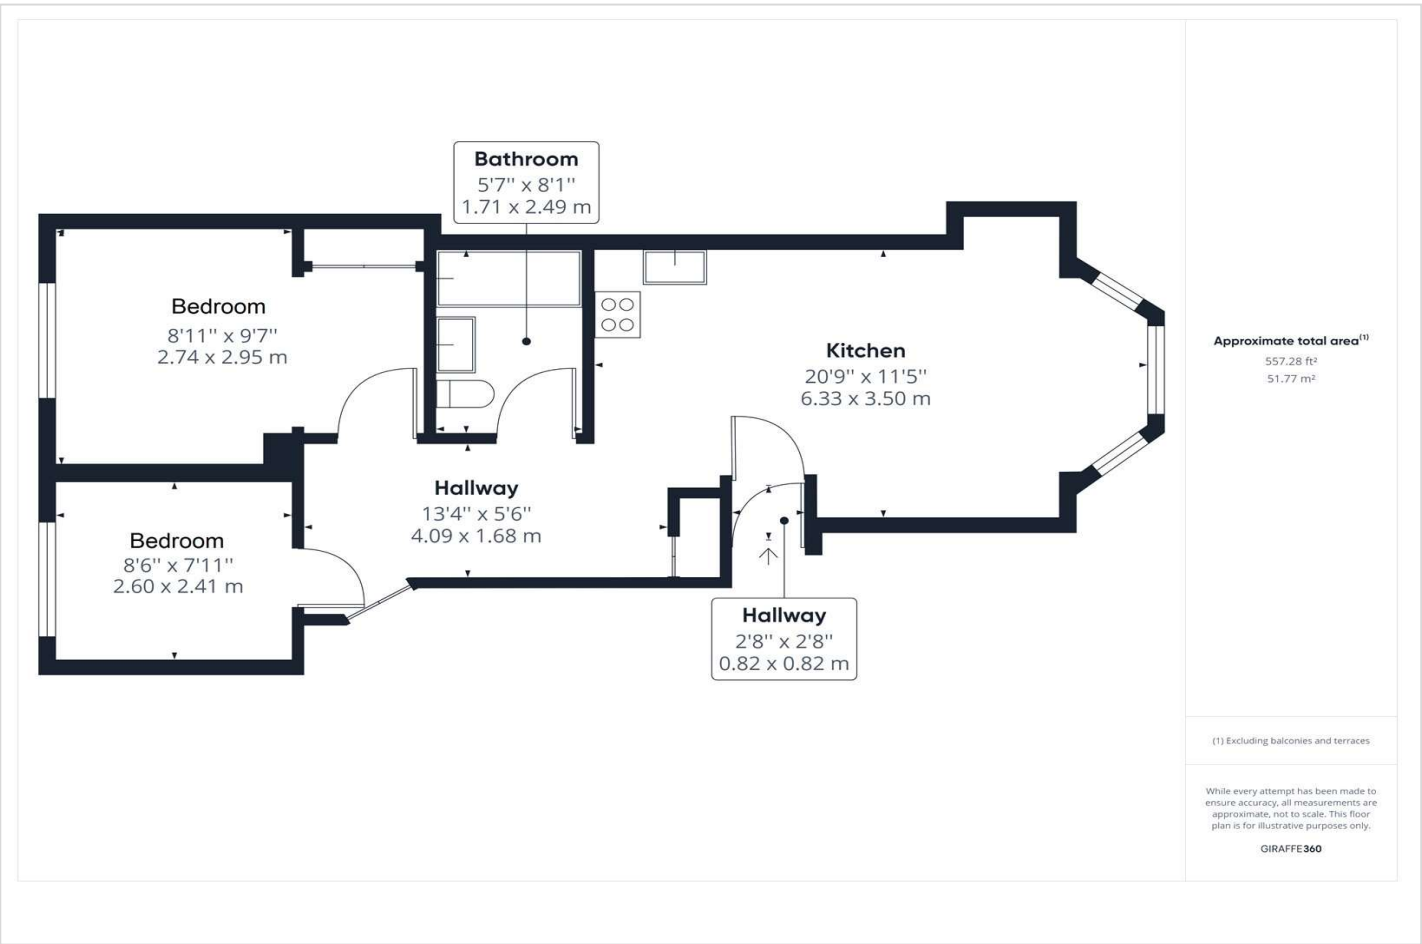 Bathroom
5'7'' x 8'1''
1.71 x 2.49 m
Bedroom
8'11'' x 9'7''
2.74 x 2.95 m
Kitchen
20'9'' x 11'5''
6.33 x 3.50 m
Hallway
13'4'' x 5'6''
4.09 x 1.68 m
Bedroom
8'6'' x 7'11''
2.60 x 2.41 m
Hallway
2'8'' x 2'8''
0.82 x 0.82 m
Approximate total area⁽¹⁾
557.28 ft²
51.77 m²
(1) Excluding balconies and terraces
While every attempt has been made to
ensure accuracy, all measurements are
approximate, not to scale. This floor
plan is for illustrative purposes only.
GIRAFFE360